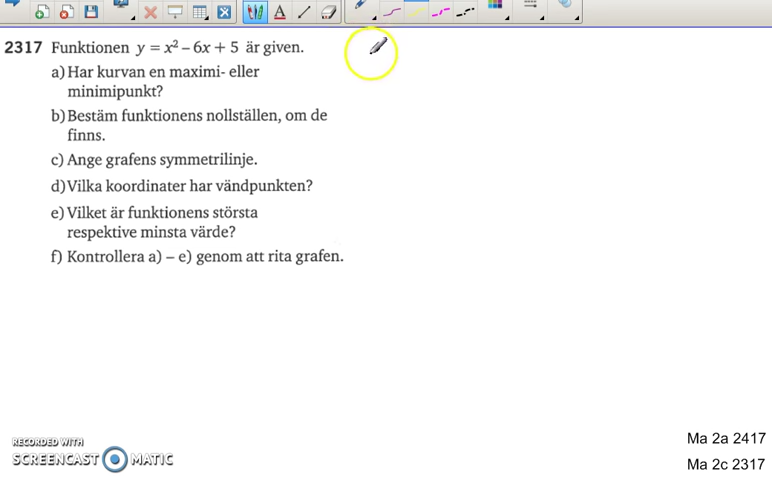 2317 Funktionen y = x² – 6x + 5 är given.
a) Har kurvan en maximi- eller
minimipunkt?
b) Bestäm funktionens nollställen, om de
finns.
c) Ange grafens symmetrilinje.
d) Vilka koordinater har vändpunkten?
e) Vilket är funktionens största
respektive minsta värde?
f) Kontrollera a) – e) genom att rita grafen.
RECORDED WITH
SCREENCAST MATIC
Ma 2a 2417
Ma 2c 2317